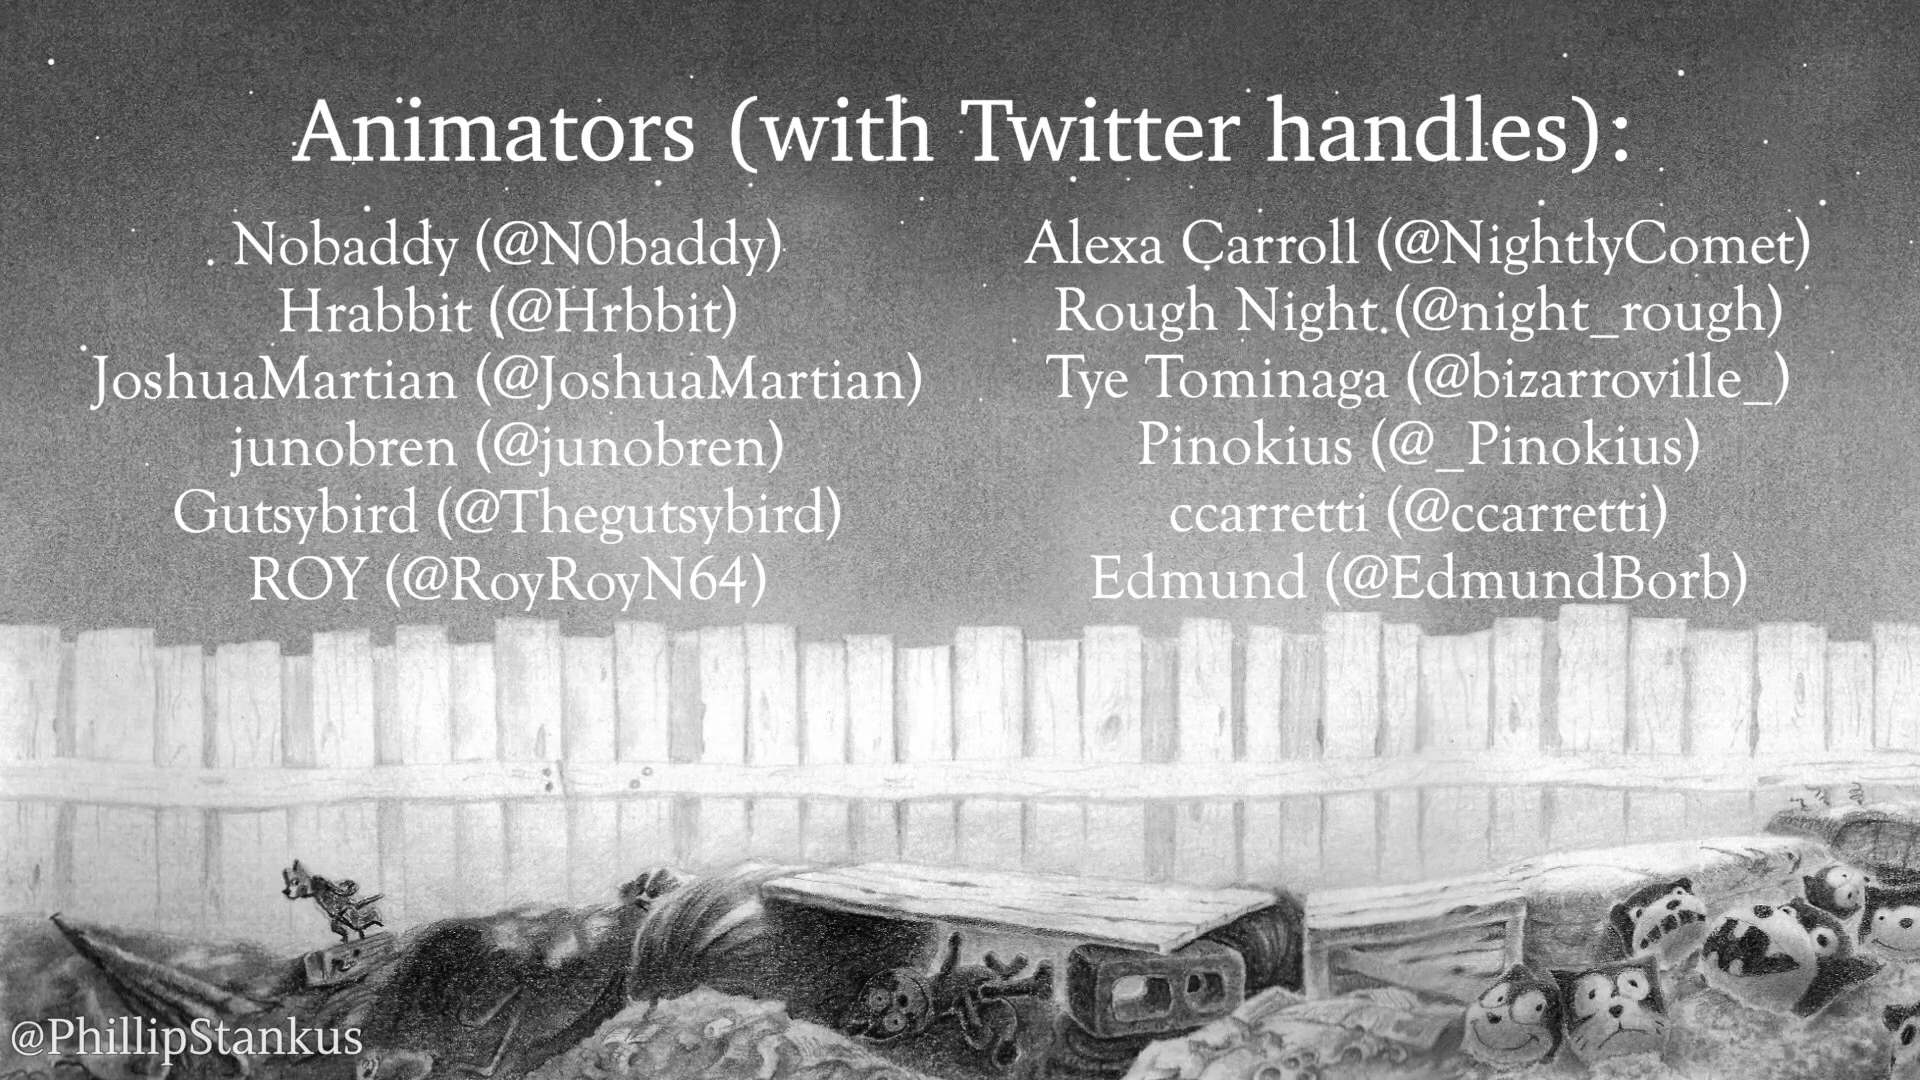 Animators (with Twitter handles):
Nobaddy (@N0baddy)
Hrabbit (@Hrbbit)
JoshuaMartian (@JoshuaMartian)
junobren (@junobren)
Gutsybird (@Thegutsybird)
ROY (@RoyRoyN64)
Alexa Carroll (@NightlyComet)
Rough Night (@night_rough)
Tye Tominaga (@bizarroville_)
Pinokius (@_Pinokius)
ccarretti (@ccarretti)
Edmund (@EdmundBorb)
@PhillipStankus